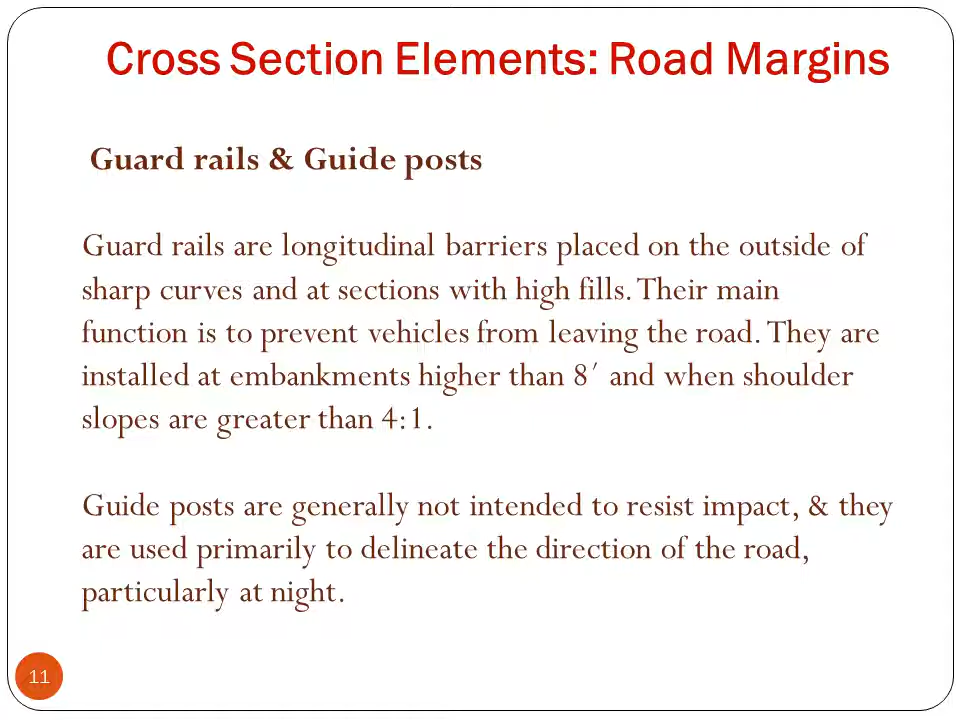 Cross Section Elements: Road Margins
Guard rails & Guide posts
Guard rails are longitudinal barriers placed on the outside of
sharp curves and at sections with high fills. Their main
function is to prevent vehicles from leaving the road. They are
installed at embankments higher than 8′ and when shoulder
slopes are greater than 4:1.
Guide posts are generally not intended to resist impact, & they
are used primarily to delineate the direction of the road,
particularly at night.
11